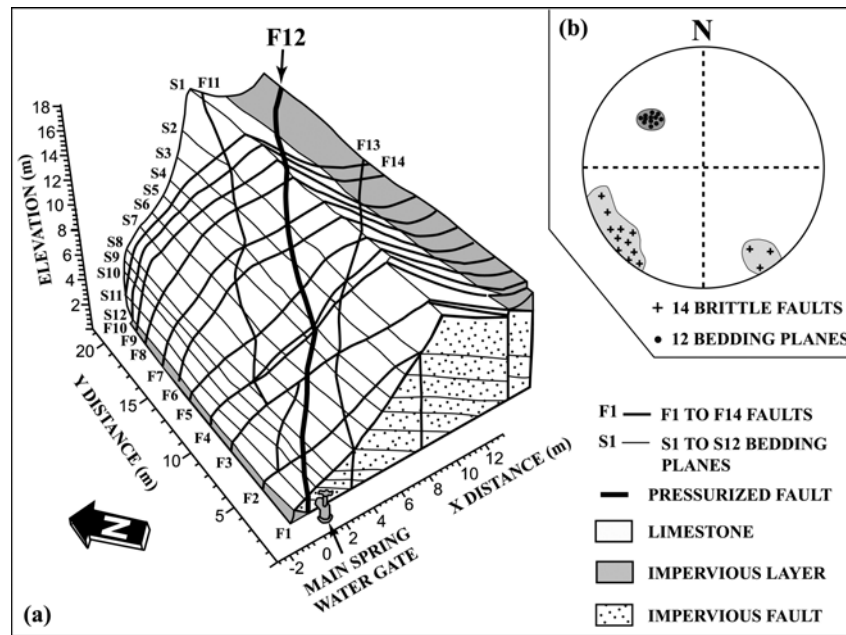 F12
S1 F11
18
16
14
12
10
8
6
4
2
ELEVATION (m)
S2
S3
S4
S5
S6
S7
S8
S9
S10
S11
S12
F10
F9
F8
F7
F6
F5
F4
F3
F2
F1
F13
F14
20
15
10
5
Y DISTANCE (m)
-2
0
2
4
6
8
10
12
X DISTANCE (m)
MAIN SPRING
WATER GATE
N
(a)
(b)
N
+ 14 BRITTLE FAULTS
• 12 BEDDING PLANES
F1 F1 TO F14 FAULTS
S1 S1 TO S12 BEDDING
PLANES
PRESSURIZED FAULT
LIMESTONE
IMPERVIOUS LAYER
IMPERVIOUS FAULT